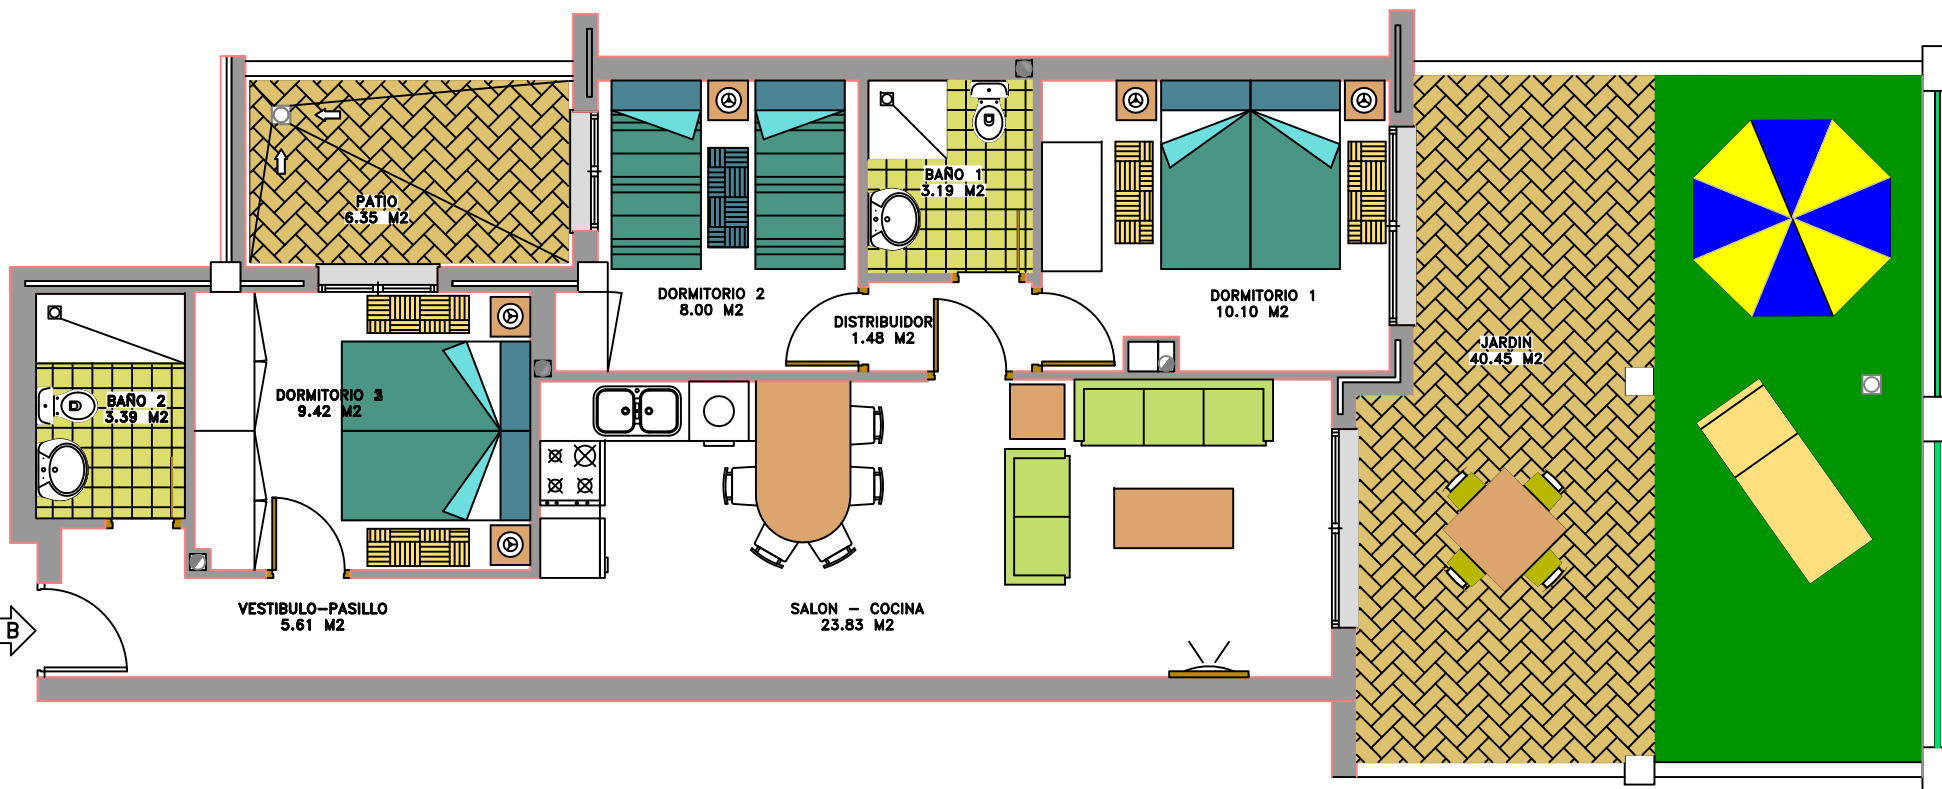 PATIO
6.35 M2
DORMITORIO 2
8.00 M2
BAÑO 1
3.19 M2
DORMITORIO 1
10.10 M2
DISTRIBUIDOR
1.48 M2
JARDIN
40.45 M2
BAÑO 2
3.39 M2
DORMITORIO 3
9.42 M2
VESTIBULO-PASILLO
5.61 M2
SALON - COCINA
23.83 M2
B